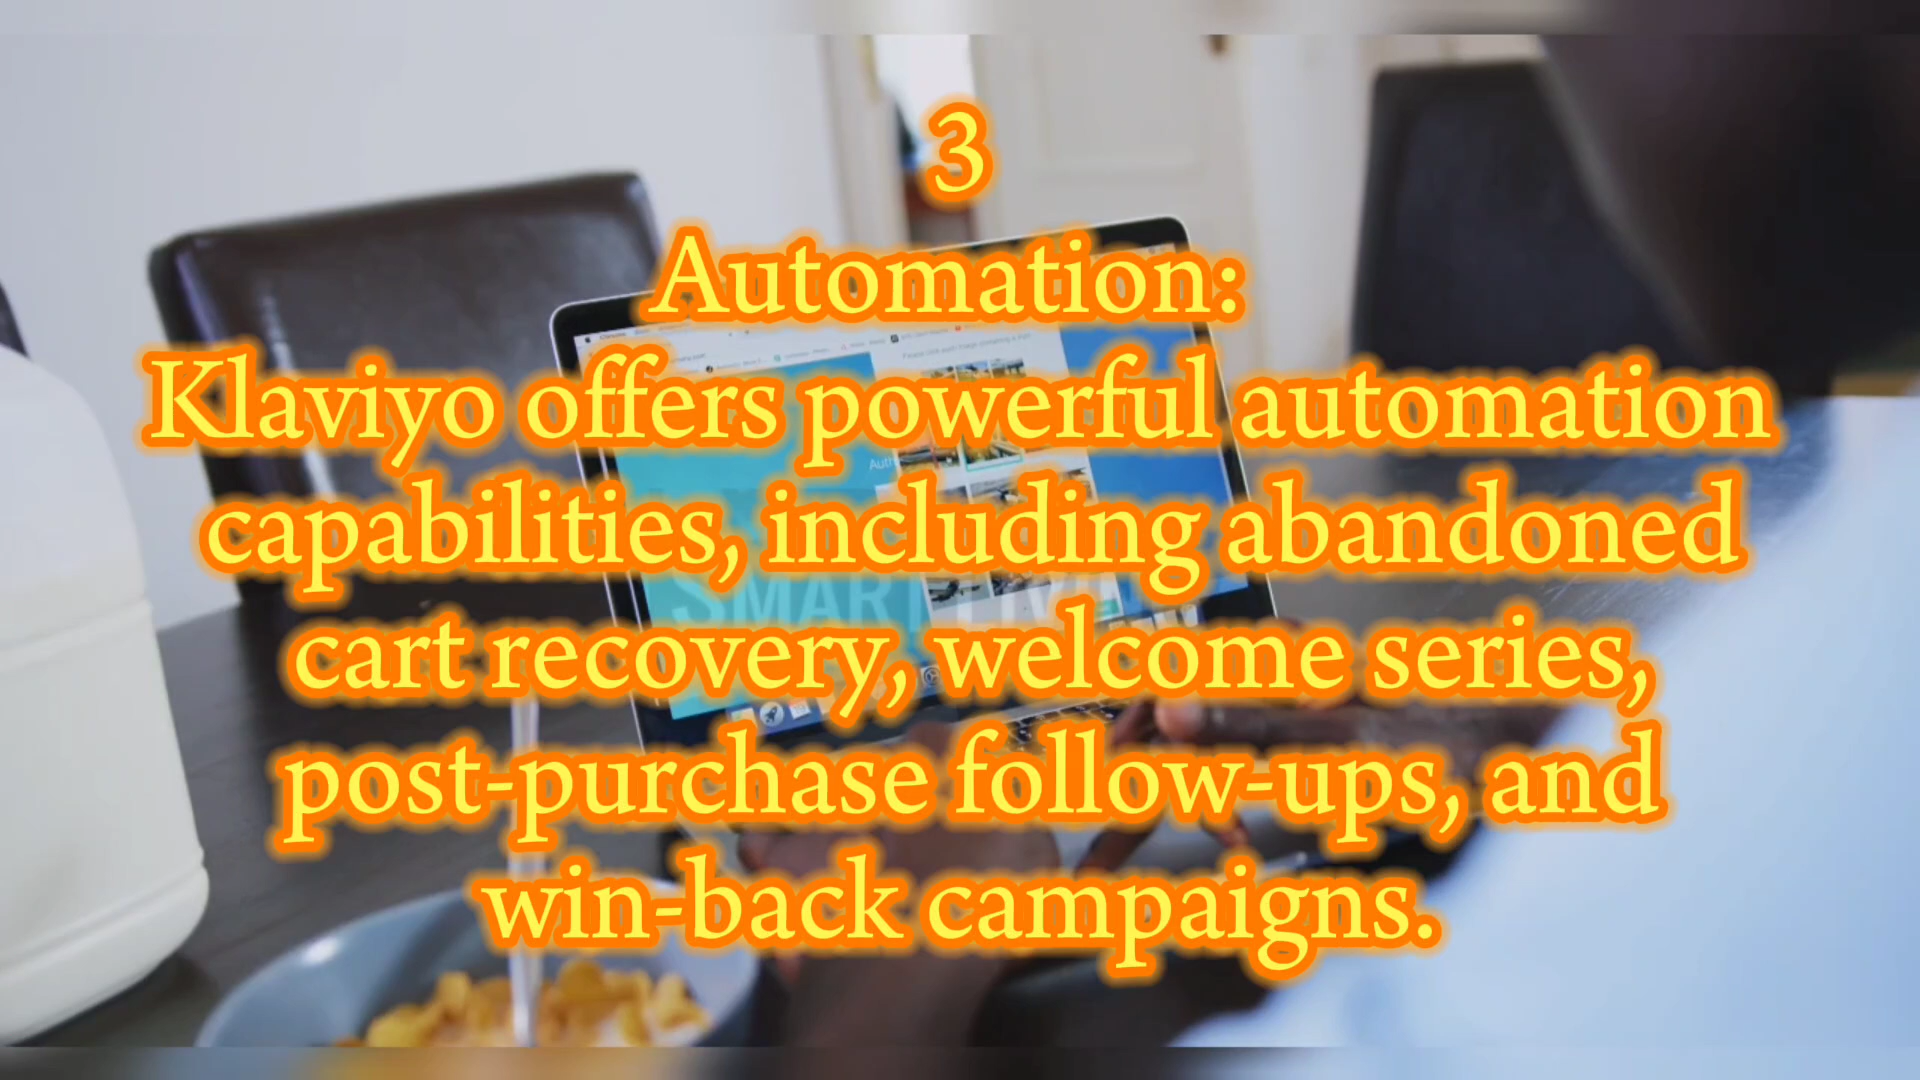 3
Automation:
Klaviyo offers powerful automation
capabilities, including abandoned
cart recovery, welcome series,
post-purchase follow-ups, and
win-back campaigns.
SMART